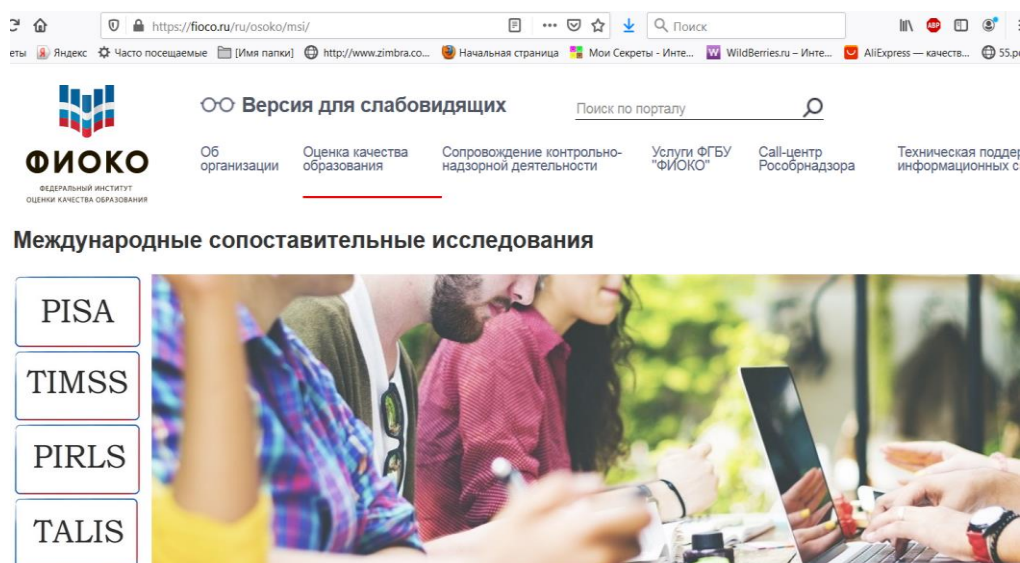 https://fioco.ru/ru/osoko/msi/
Поиск
Яндекс Часто посещаемые [Имя папки] http://www.zimbra.co... Начальная страница Мои Секреты - Инте... WildBerries.ru – Инте... AliExpress — качеств...
Версия для слабовидящих
Поиск по порталу
ФИОКО
ФЕДЕРАЛЬНЫЙ ИНСТИТУТ
ОЦЕНКИ КАЧЕСТВА ОБРАЗОВАНИЯ
Об
организации
Оценка качества
образования
Сопровождение контрольно-
надзорной деятельности
Услуги ФГБУ
"ФИОКО"
Call-центр
Рособрнадзора
Техническая поддер
информационных с
Международные сопоставительные исследования
PISA
TIMSS
PIRLS
TALIS